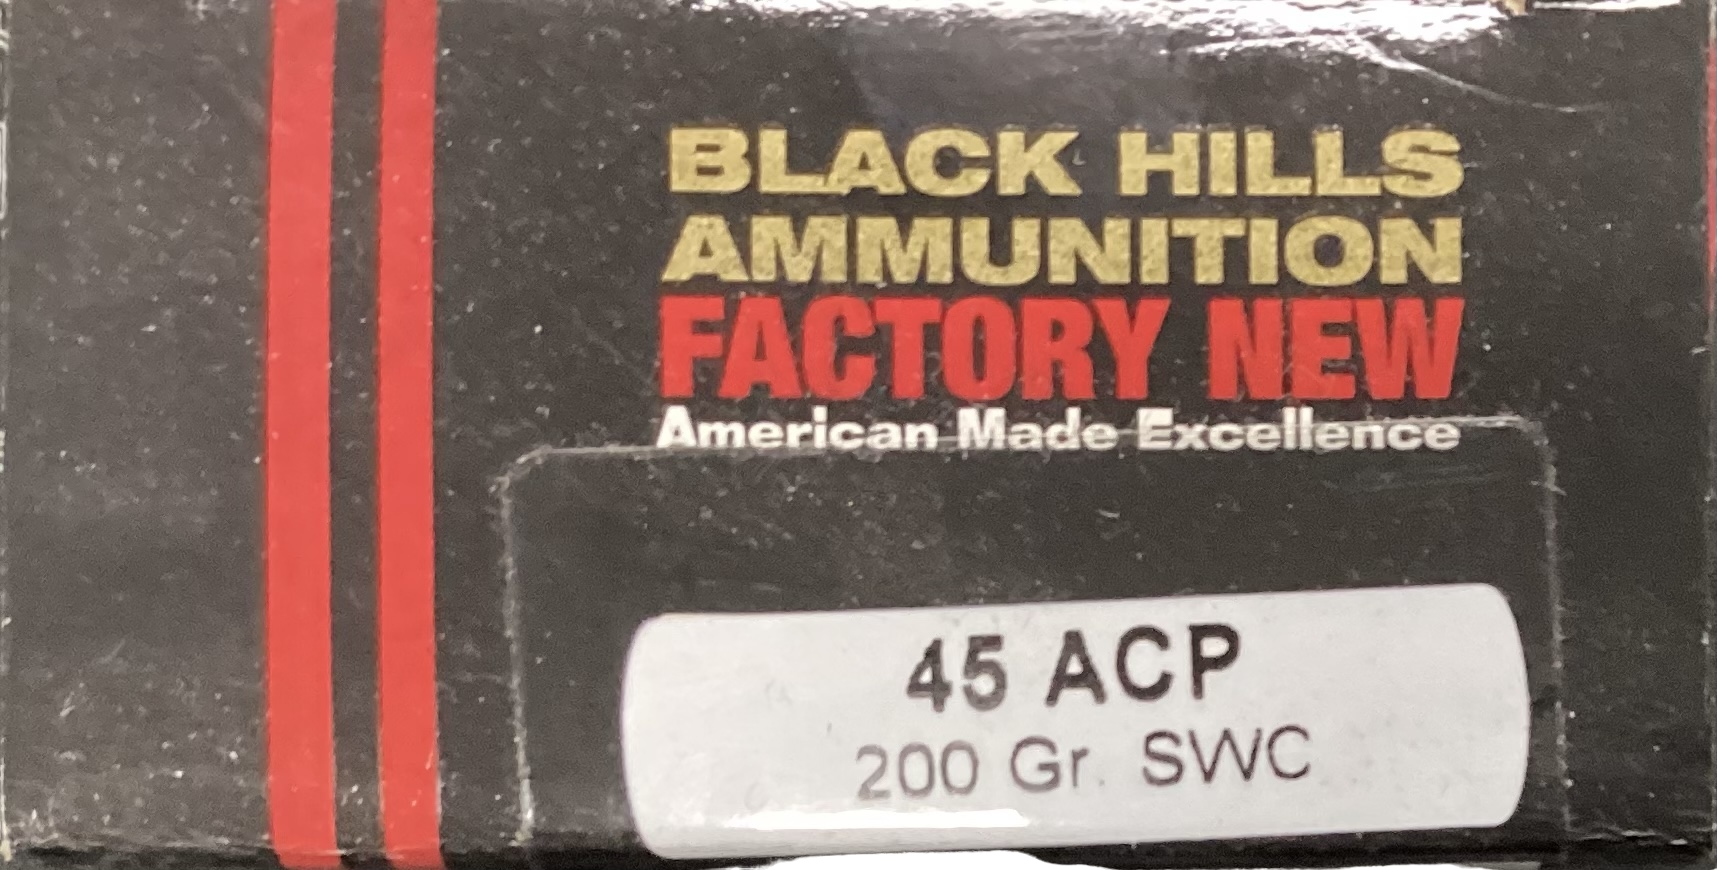 BLACK HILLS
AMMUNITION
FACTORY NEW
American Made Excellence
45 ACP
200 Gr. SWC